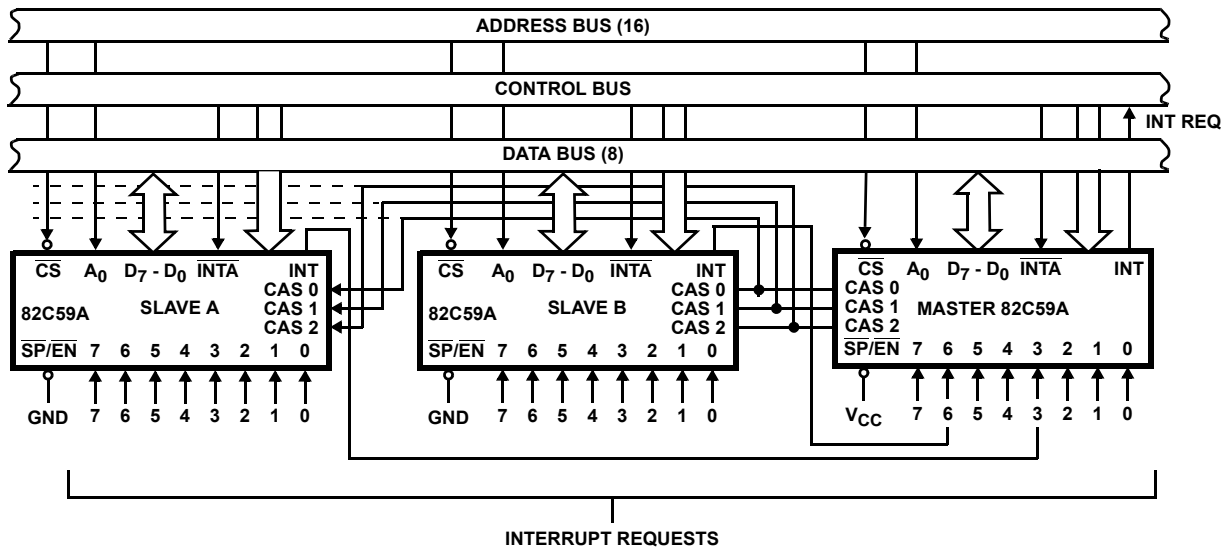 ADDRESS BUS (16)
CONTROL BUS
INT REQ
DATA BUS (8)
CS A0 D7 - D0 INTA INT
CAS 0
82C59A SLAVE A CAS 1
CAS 2
SP/EN 7 6 5 4 3 2 1 0
GND 7 6 5 4 3 2 1 0
CS A0 D7 - D0 INTA INT
CAS 0
82C59A SLAVE B CAS 1
CAS 2
SP/EN 7 6 5 4 3 2 1 0
GND 7 6 5 4 3 2 1 0
CS A0 D7 - D0 INTA INT
CAS 0
CAS 1 MASTER 82C59A
CAS 2
SP/EN 7 6 5 4 3 2 1 0
VCC 7 6 5 4 3 2 1 0
INTERRUPT REQUESTS